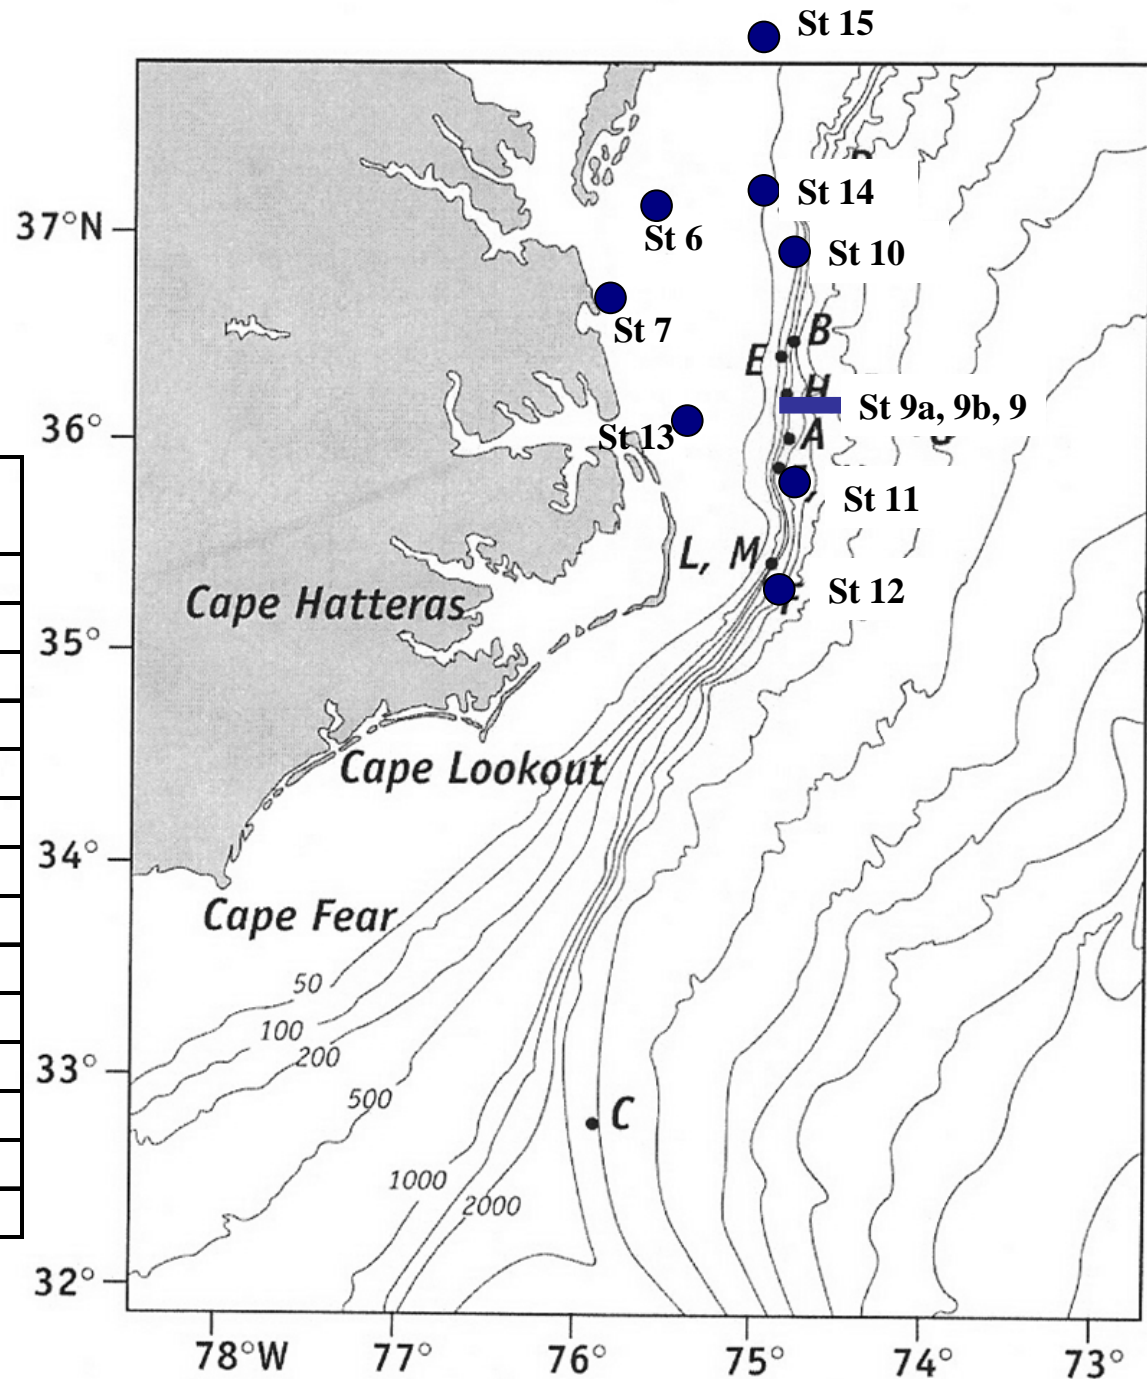 St 15
St 14
37°N
St 6
St 10
St 7
B
E
H
St 9a, 9b, 9
36°
St 13
A
St 11
L, M
Cape Hatteras
St 12
35°
Cape Lookout
34°
Cape Fear
50
100
200
33°
500
C
1000
2000
32°
78°W 77° 76° 75° 74° 73°